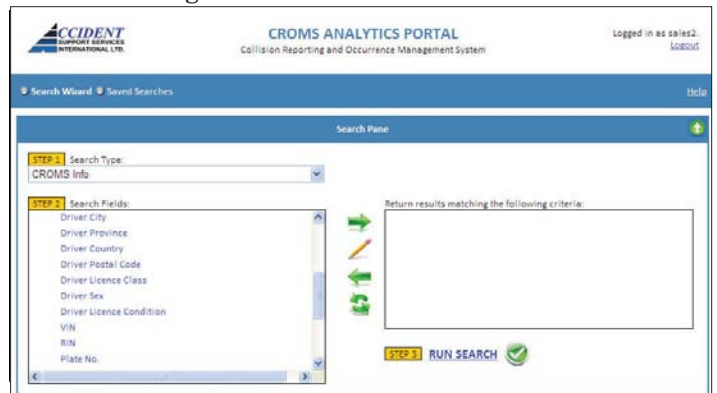 ACCIDENT
SUPPORT SERVICES
INTERNATIONAL LTD.
CROMS ANALYTICS PORTAL
Collision Reporting and Occurrence Management System
Logged in as sales2.
Logout
Search Wizard Saved Searches
Help
Search Pane
STEP 1 Search Type:
CROMS Info
STEP 2 Search Fields:
Return results matching the following criteria:
Driver City
Driver Province
Driver Country
Driver Postal Code
Driver Licence Class
Driver Sex
Driver Licence Condition
VIN
RIN
Plate No.
STEP 3 RUN SEARCH